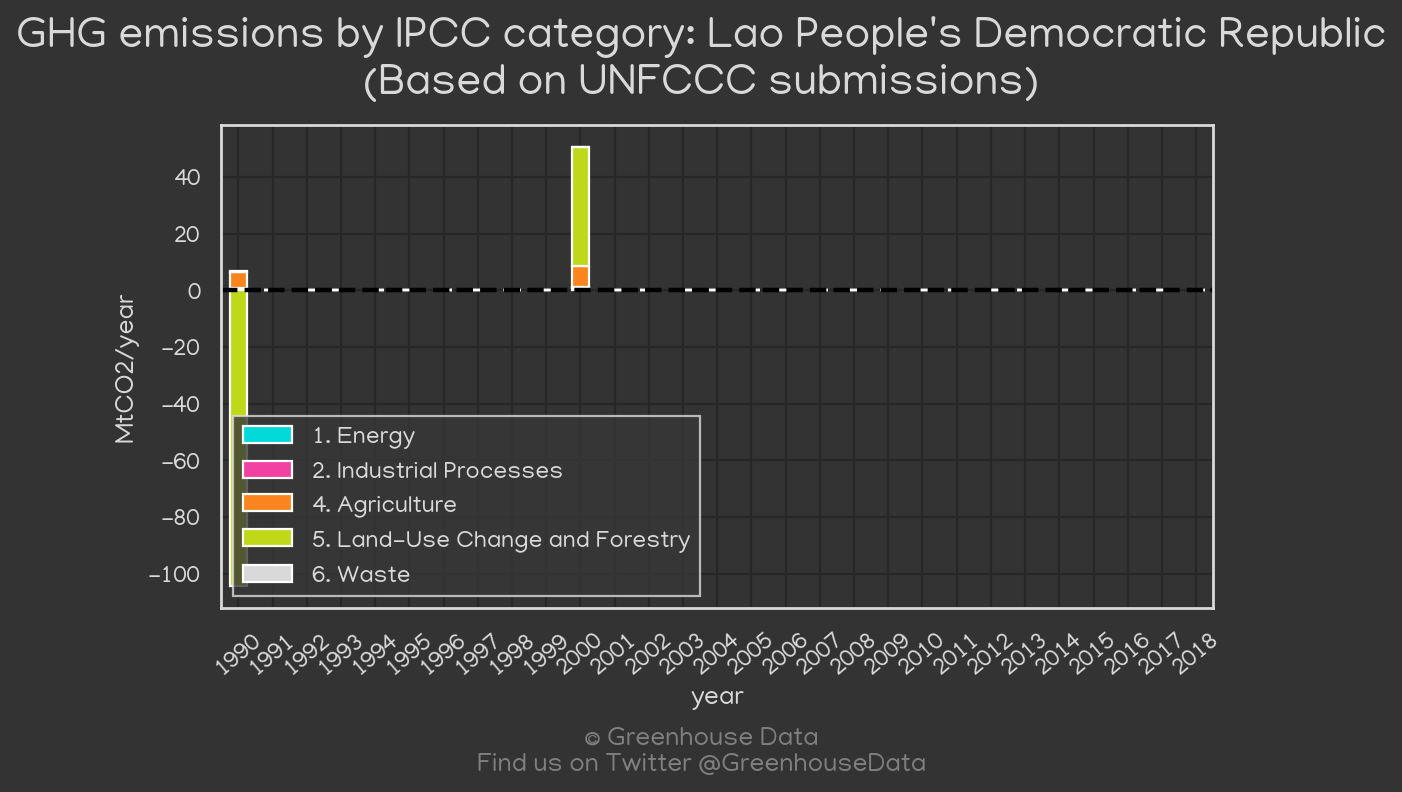 GHG emissions by IPCC category: Lao People's Democratic Republic
(Based on UNFCCC submissions)
MtCO2/year
40
20
0
−20
−40
−60
−80
−100
1. Energy
2. Industrial Processes
4. Agriculture
5. Land-Use Change and Forestry
6. Waste
1990 1991 1992 1993 1994 1995 1996 1997 1998 1999 2000 2001 2002 2003 2004 2005 2006 2007 2008 2009 2010 2011 2012 2013 2014 2015 2016 2017 2018
year
© Greenhouse Data
Find us on Twitter @GreenhouseData